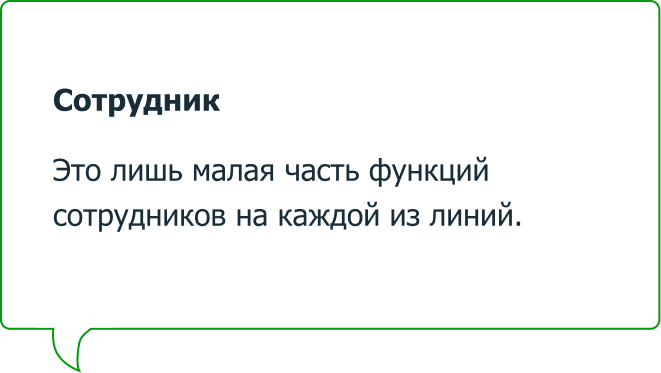 Сотрудник
Это лишь малая часть функций
сотрудников на каждой из линий.